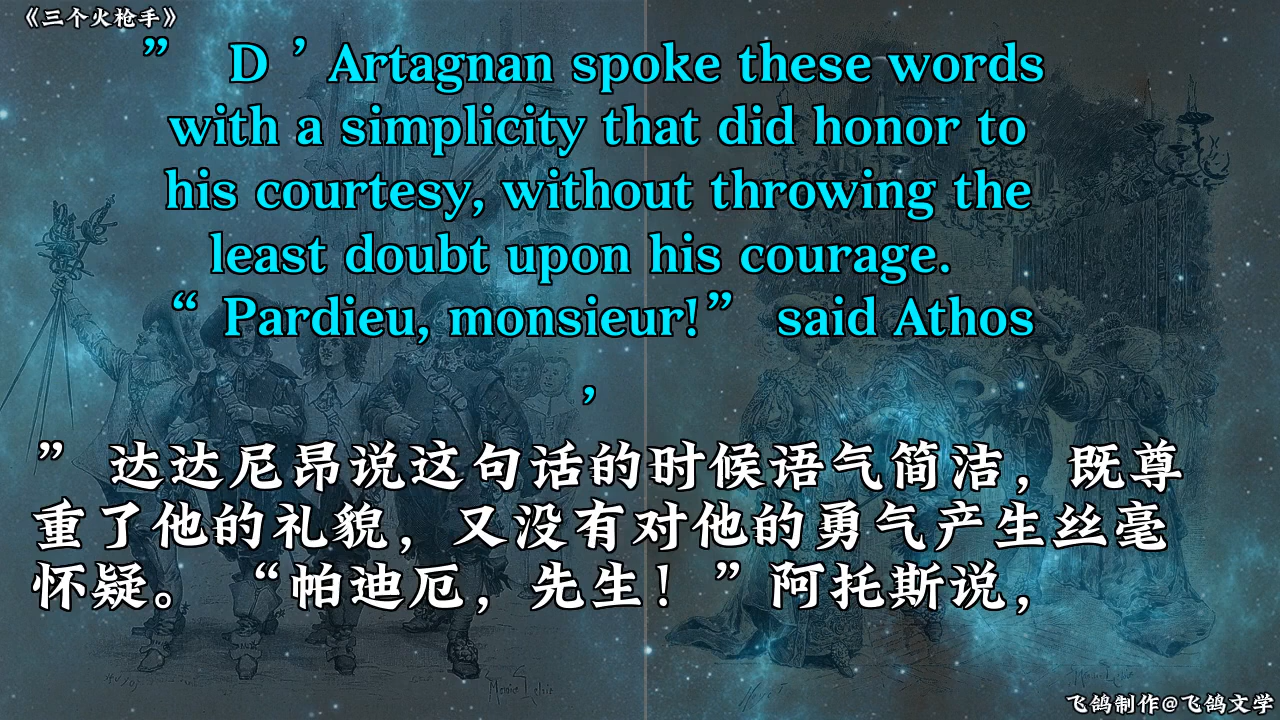 《三个火枪手》
” D ’ Artagnan spoke these words
with a simplicity that did honor to
his courtesy, without throwing the
least doubt upon his courage.
“ Pardieu, monsieur!” said Athos
,
” 达达尼昂说这句话的时候语气简洁，既尊
重了他的礼貌，又没有对他的勇气产生丝毫
怀疑。 “帕迪厄，先生！”阿托斯说，
飞鸽制作@飞鸽文学